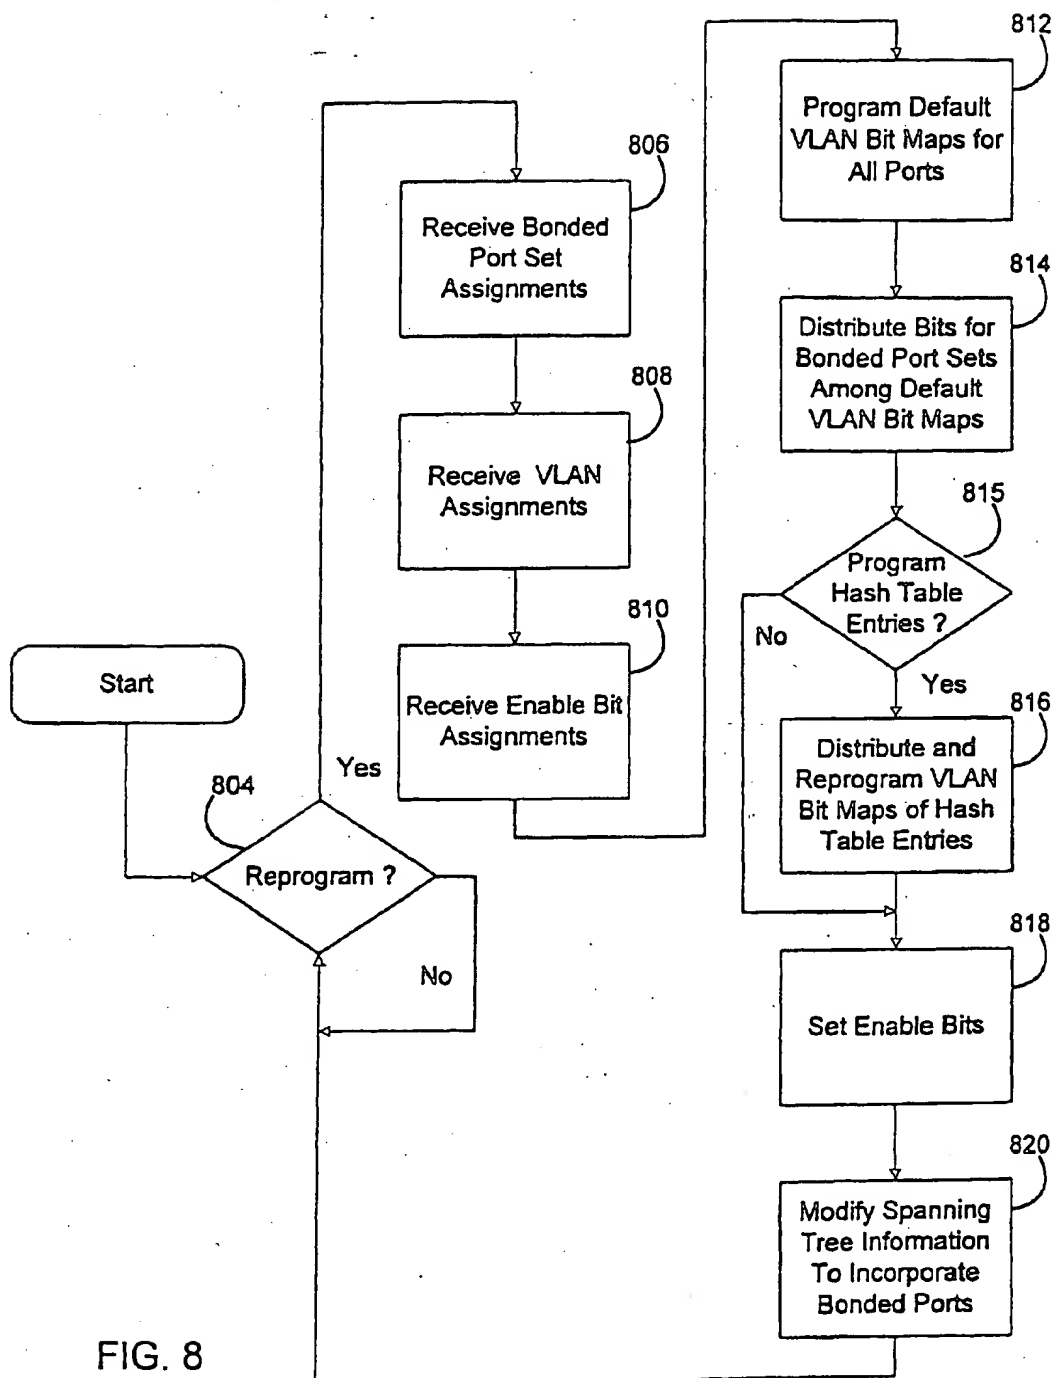 Start
804
Reprogram ?
Yes
No
806
Receive Bonded
Port Set
Assignments
808
Receive VLAN
Assignments
810
Receive Enable Bit
Assignments
812
Program Default
VLAN Bit Maps for
All Ports
814
Distribute Bits for
Bonded Port Sets
Among Default
VLAN Bit Maps
815
Program
Hash Table
Entries ?
No
Yes
816
Distribute and
Reprogram VLAN
Bit Maps of Hash
Table Entries
818
Set Enable Bits
820
Modify Spanning
Tree Information
To Incorporate
Bonded Ports
FIG. 8